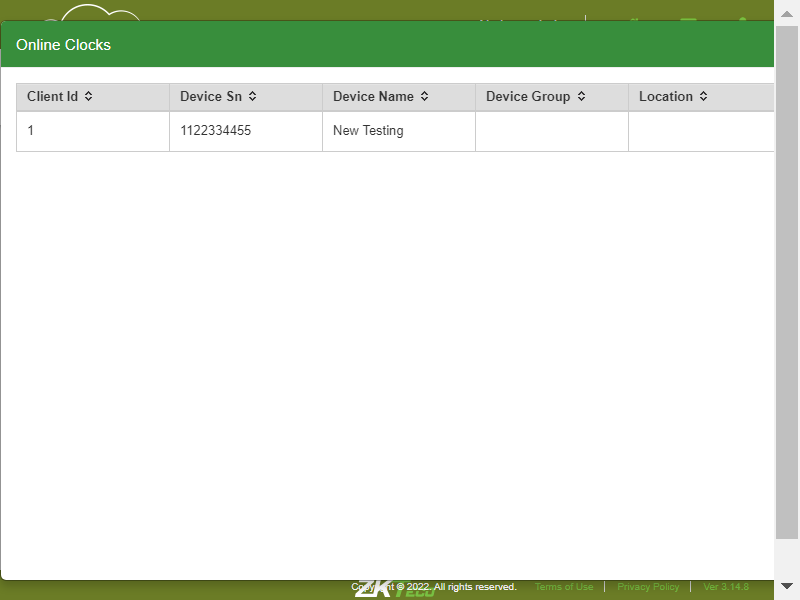 Online Clocks
Client Id Device Sn Device Name Device Group Location
1 1122334455 New Testing
Copyright © 2022. All rights reserved. Terms of Use | Privacy Policy | Ver 3.14.8
ZKTeco